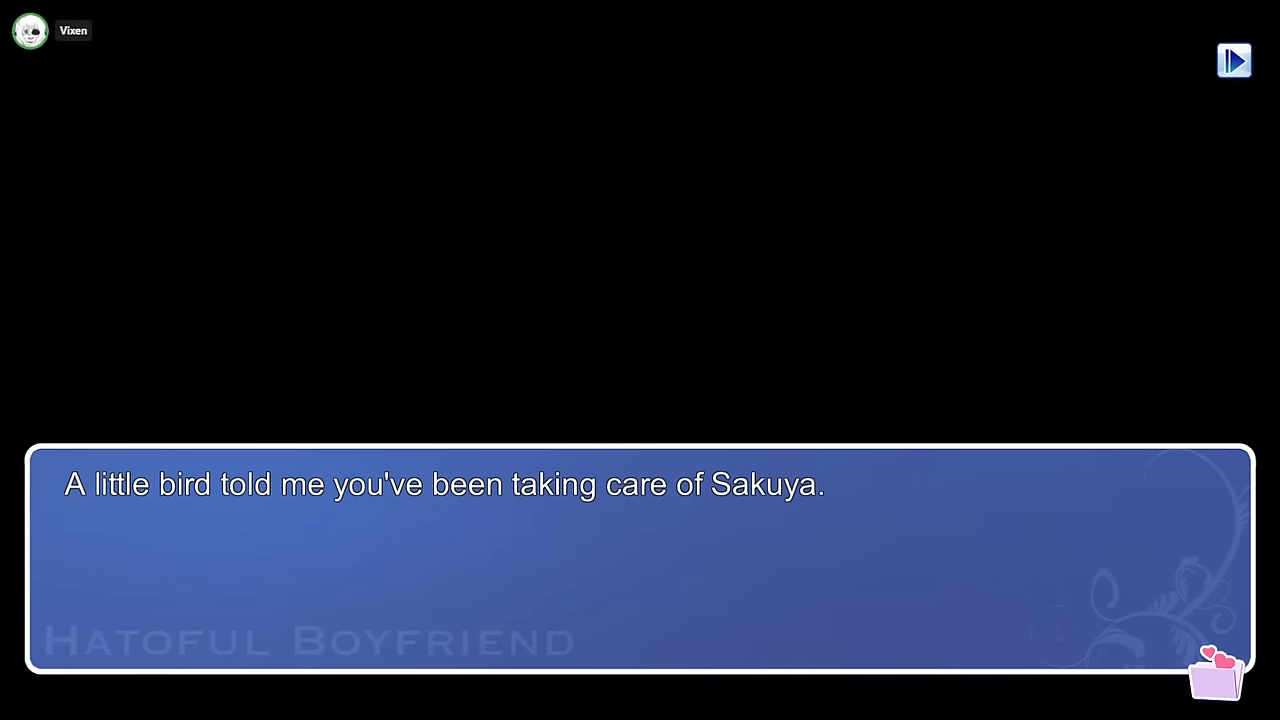 Vixen
A little bird told me you've been taking care of Sakuya.
HATOFUL BOYFRIEND